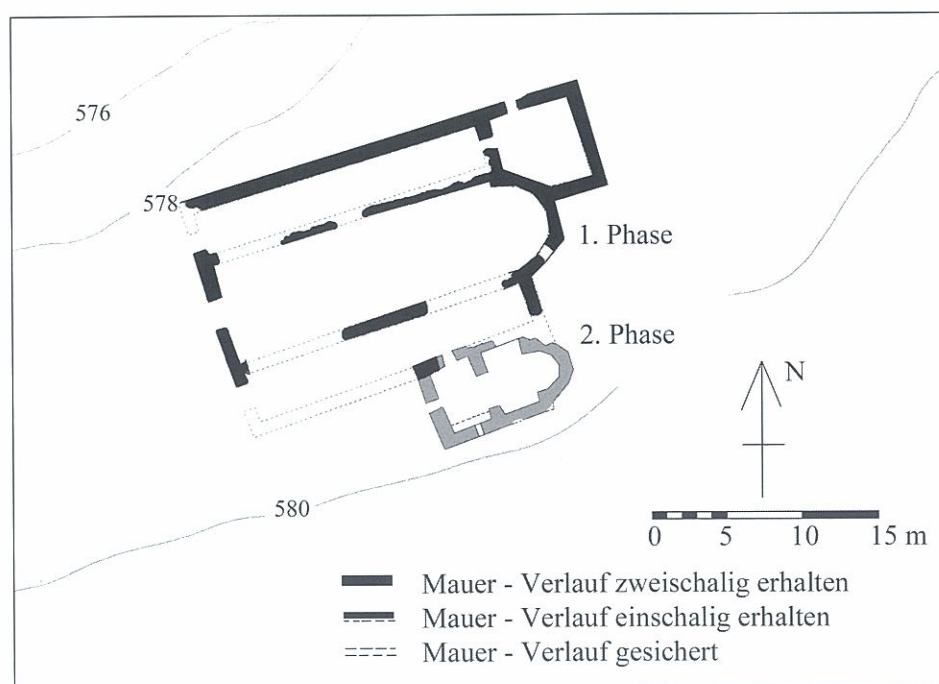 576
578
1. Phase
2. Phase
N
580
0 5 10 15 m
Mauer - Verlauf zweischalig erhalten
Mauer - Verlauf einschalig erhalten
Mauer - Verlauf gesichert